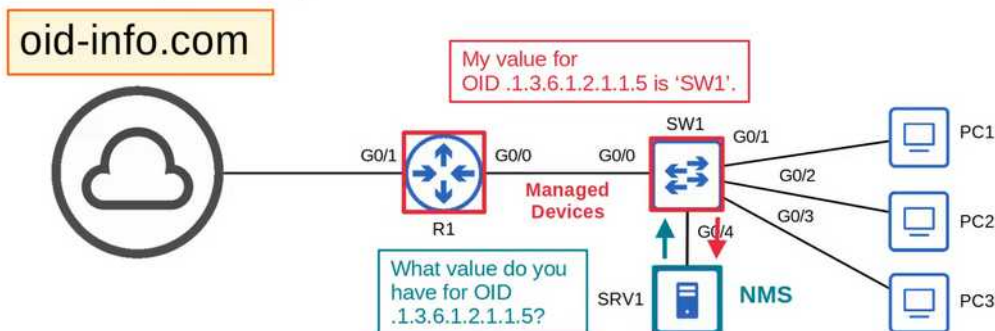 oid-info.com
My value for
OID .1.3.6.1.2.1.1.5 is ‘SW1’.
SW1
G0/1
PC1
G0/1
G0/0
G0/0
G0/2
Managed
Devices
PC2
R1
G0/3
G0/4
What value do you
have for OID
.1.3.6.1.2.1.1.5?
SRV1
NMS
PC3